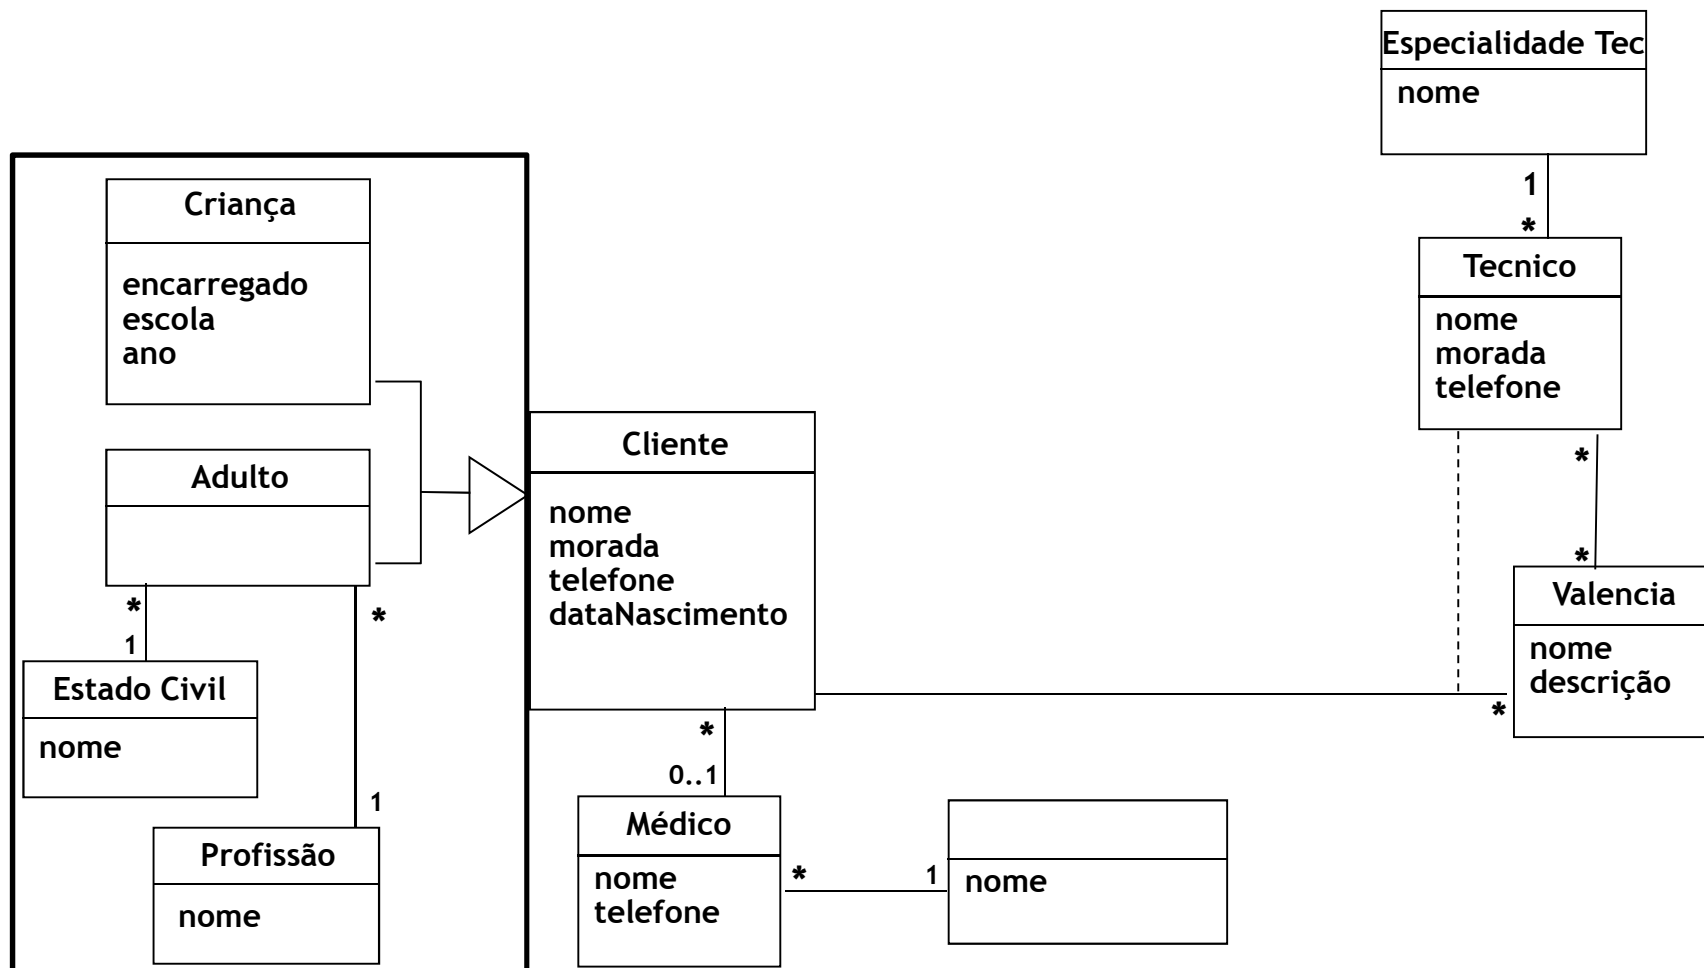 Especialidade Tec
nome
1
*
Criança
encarregado
escola
ano
Tecnico
nome
morada
telefone
*
*
Cliente
nome
morada
telefone
dataNascimento
Adulto
*
1
*
1
Estado Civil
nome
Profissão
nome
Valencia
nome
descrição
*
*
0..1
Médico
nome
telefone
*
1
nome